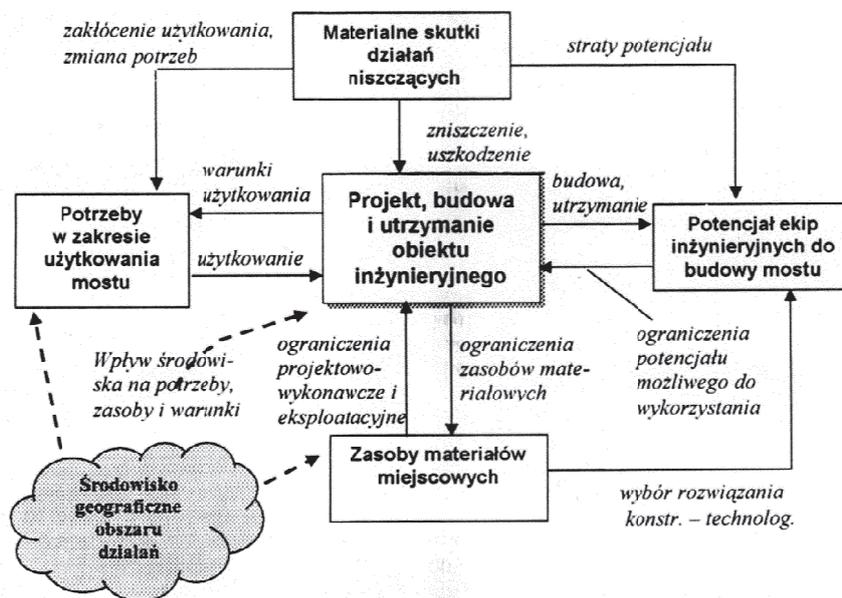 zakłócenie użytkowania,
zmiana potrzeb
Materialne skutki
działań
niszczących
straty potencjału
zniszczenie,
uszkodzenie
warunki
użytkowania
Projekt, budowa
i utrzymanie
obiektu
inżynieryjnego
budowa,
utrzymanie
Potrzeby
w zakresie
użytkowania
mostu
Potencjał ekip
inżynieryjnych do
budowy mostu
użytkowanie
Wpływ środowi-
ska na potrzeby,
zasoby i warunki
ograniczenia
projektowo-
wykonawcze i
eksploatacyjne
ograniczenia
zasobów mate-
riałowych
ograniczenia
potencjału
możliwego do
wykorzystania
Zasoby materiałów
miejscowych
Środowisko
geograficzne
obszaru
działań
wybór rozwiązania
konstr. – technolog.